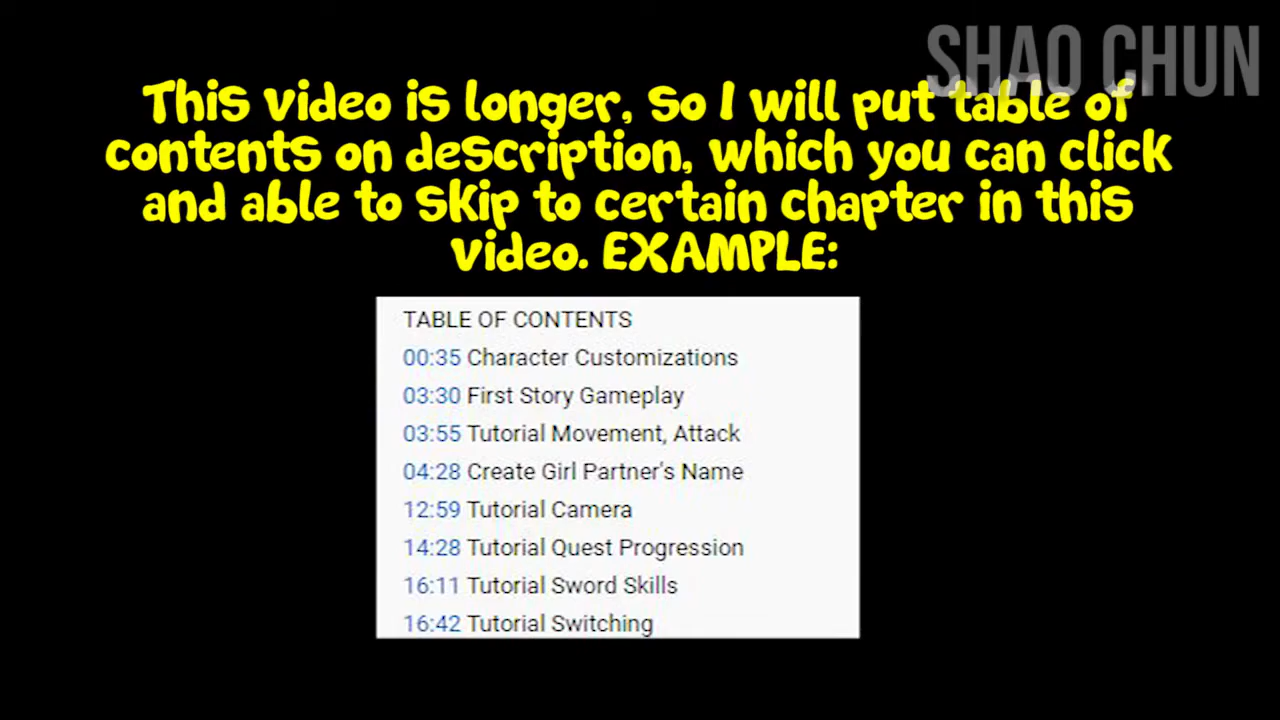 SHAO CHUN
This video is longer, so I will put table of
contents on description, which you can click
and able to skip to certain chapter in this
video. EXAMPLE:
TABLE OF CONTENTS
00:35 Character Customizations
03:30 First Story Gameplay
03:55 Tutorial Movement, Attack
04:28 Create Girl Partner's Name
12:59 Tutorial Camera
14:28 Tutorial Quest Progression
16:11 Tutorial Sword Skills
16:42 Tutorial Switching